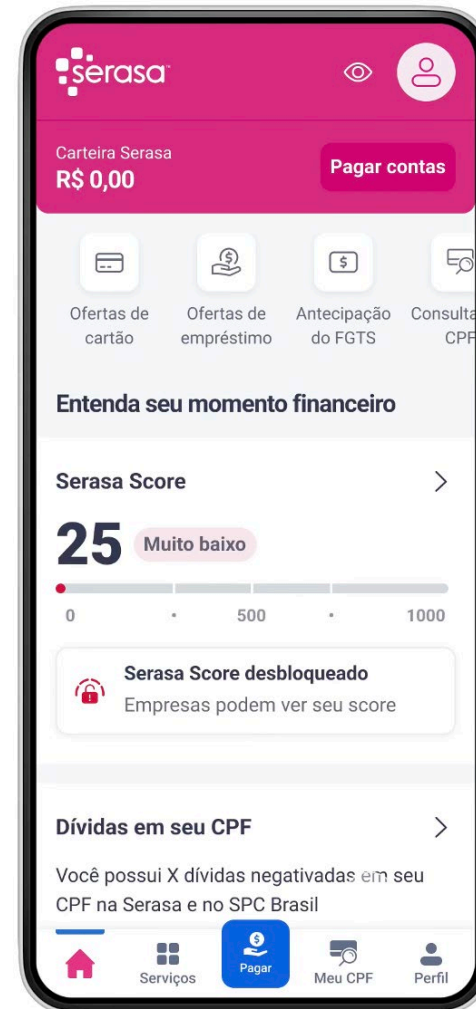 serasa
Carteira Serasa
R$ 0,00
Pagar contas
Ofertas de
cartão
Ofertas de
empréstimo
Antecipação
do FGTS
Consulta
CPF
Entenda seu momento financeiro
Serasa Score
25 Muito baixo
0 500 1000
Serasa Score desbloqueado
Empresas podem ver seu score
Dívidas em seu CPF
Você possui X dívidas negativadas em seu
CPF na Serasa e no SPC Brasil
Serviços
Pagar
Meu CPF
Perfil